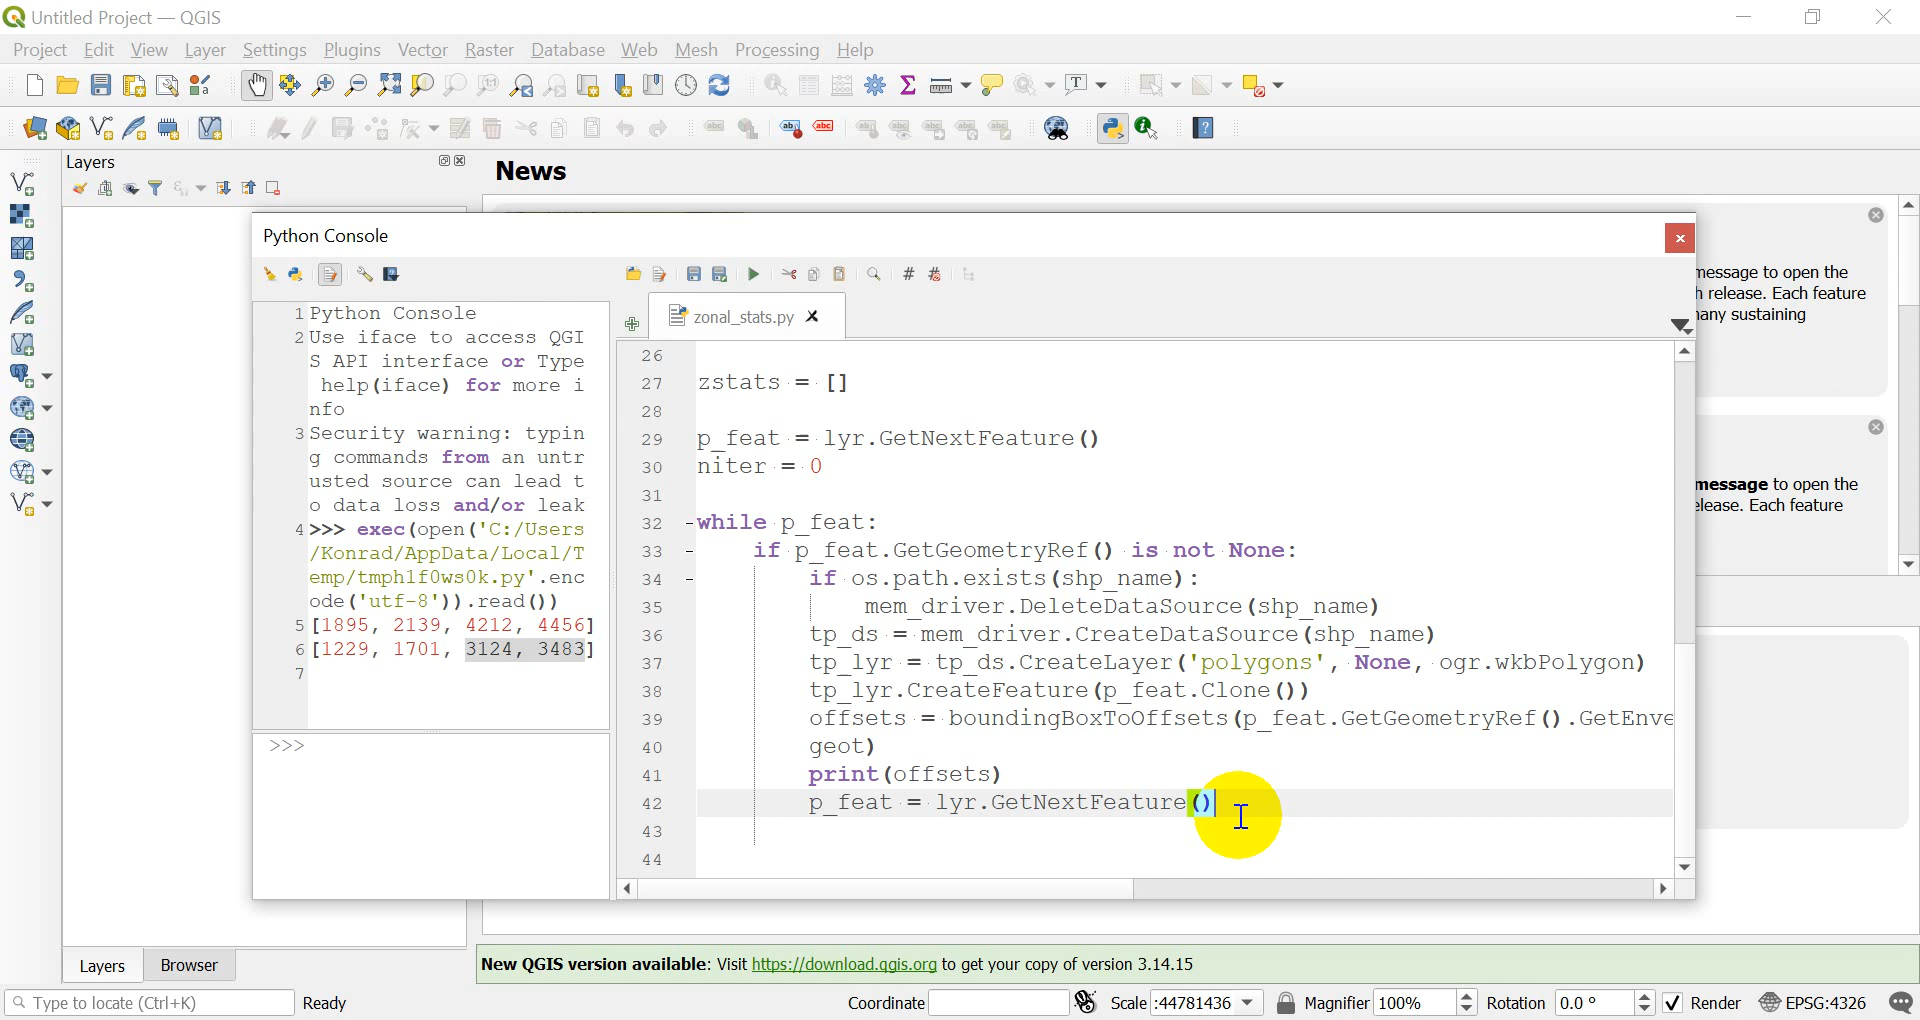 Untitled Project — QGIS
Project Edit View Layer Settings Plugins Vector Raster Database Web Mesh Processing Help
Layers
News
Python Console
message to open the
h release. Each feature
many sustaining
zonal_stats.py
1 Python Console
2 Use iface to access QGI
S API interface or Type
help(iface) for more i
nfo
3 Security warning: typin
g commands from an untr
usted source can lead t
o data loss and/or leak
4 >>> exec(open('C:/Users
/Konrad/AppData/Local/T
emp/tmph1f0ws0k.py'.enc
ode('utf-8')).read())
5 [1895, 2139, 4212, 4456]
6 [1229, 1701, 3124, 3483]
7
>>>
26
27 zstats = []
28
29 p_feat = lyr.GetNextFeature()
30 niter = 0
31
32 while p_feat:
33 if p_feat.GetGeometryRef() is not None:
34 if os.path.exists(shp_name):
35 mem_driver.DeleteDataSource(shp_name)
36 tp_ds = mem_driver.CreateDataSource(shp_name)
37 tp_lyr = tp_ds.CreateLayer('polygons', None, ogr.wkbPolygon)
38 tp_lyr.CreateFeature(p_feat.Clone())
39 offsets = boundingBoxToOffsets(p_feat.GetGeometryRef().GetEnve
40 geot)
41 print(offsets)
42 p_feat = lyr.GetNextFeature()
43
44
message to open the
elease. Each feature
Layers Browser
New QGIS version available: Visit https://download.qgis.org to get your copy of version 3.14.15
Type to locate (Ctrl+K) Ready Coordinate Scale :44781436 Magnifier 100% Rotation 0.0 ° Render EPSG:4326